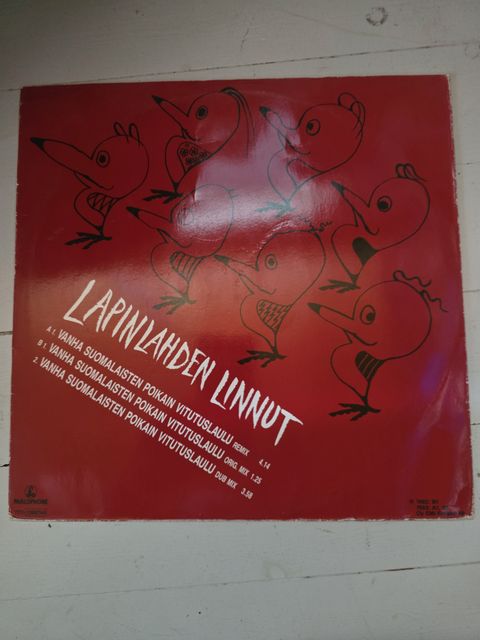 LAPINLAHDEN LINNUT
A 1. VANHA SUOMALAISTEN POIKAIN VITUTUSLAULU REMIX 4.14
B 1. VANHA SUOMALAISTEN POIKAIN VITUTUSLAULU ORIG. MIX 1.25
2. VANHA SUOMALAISTEN POIKAIN VITUTUSLAULU DUB MIX 3.58
PARLOPHONE